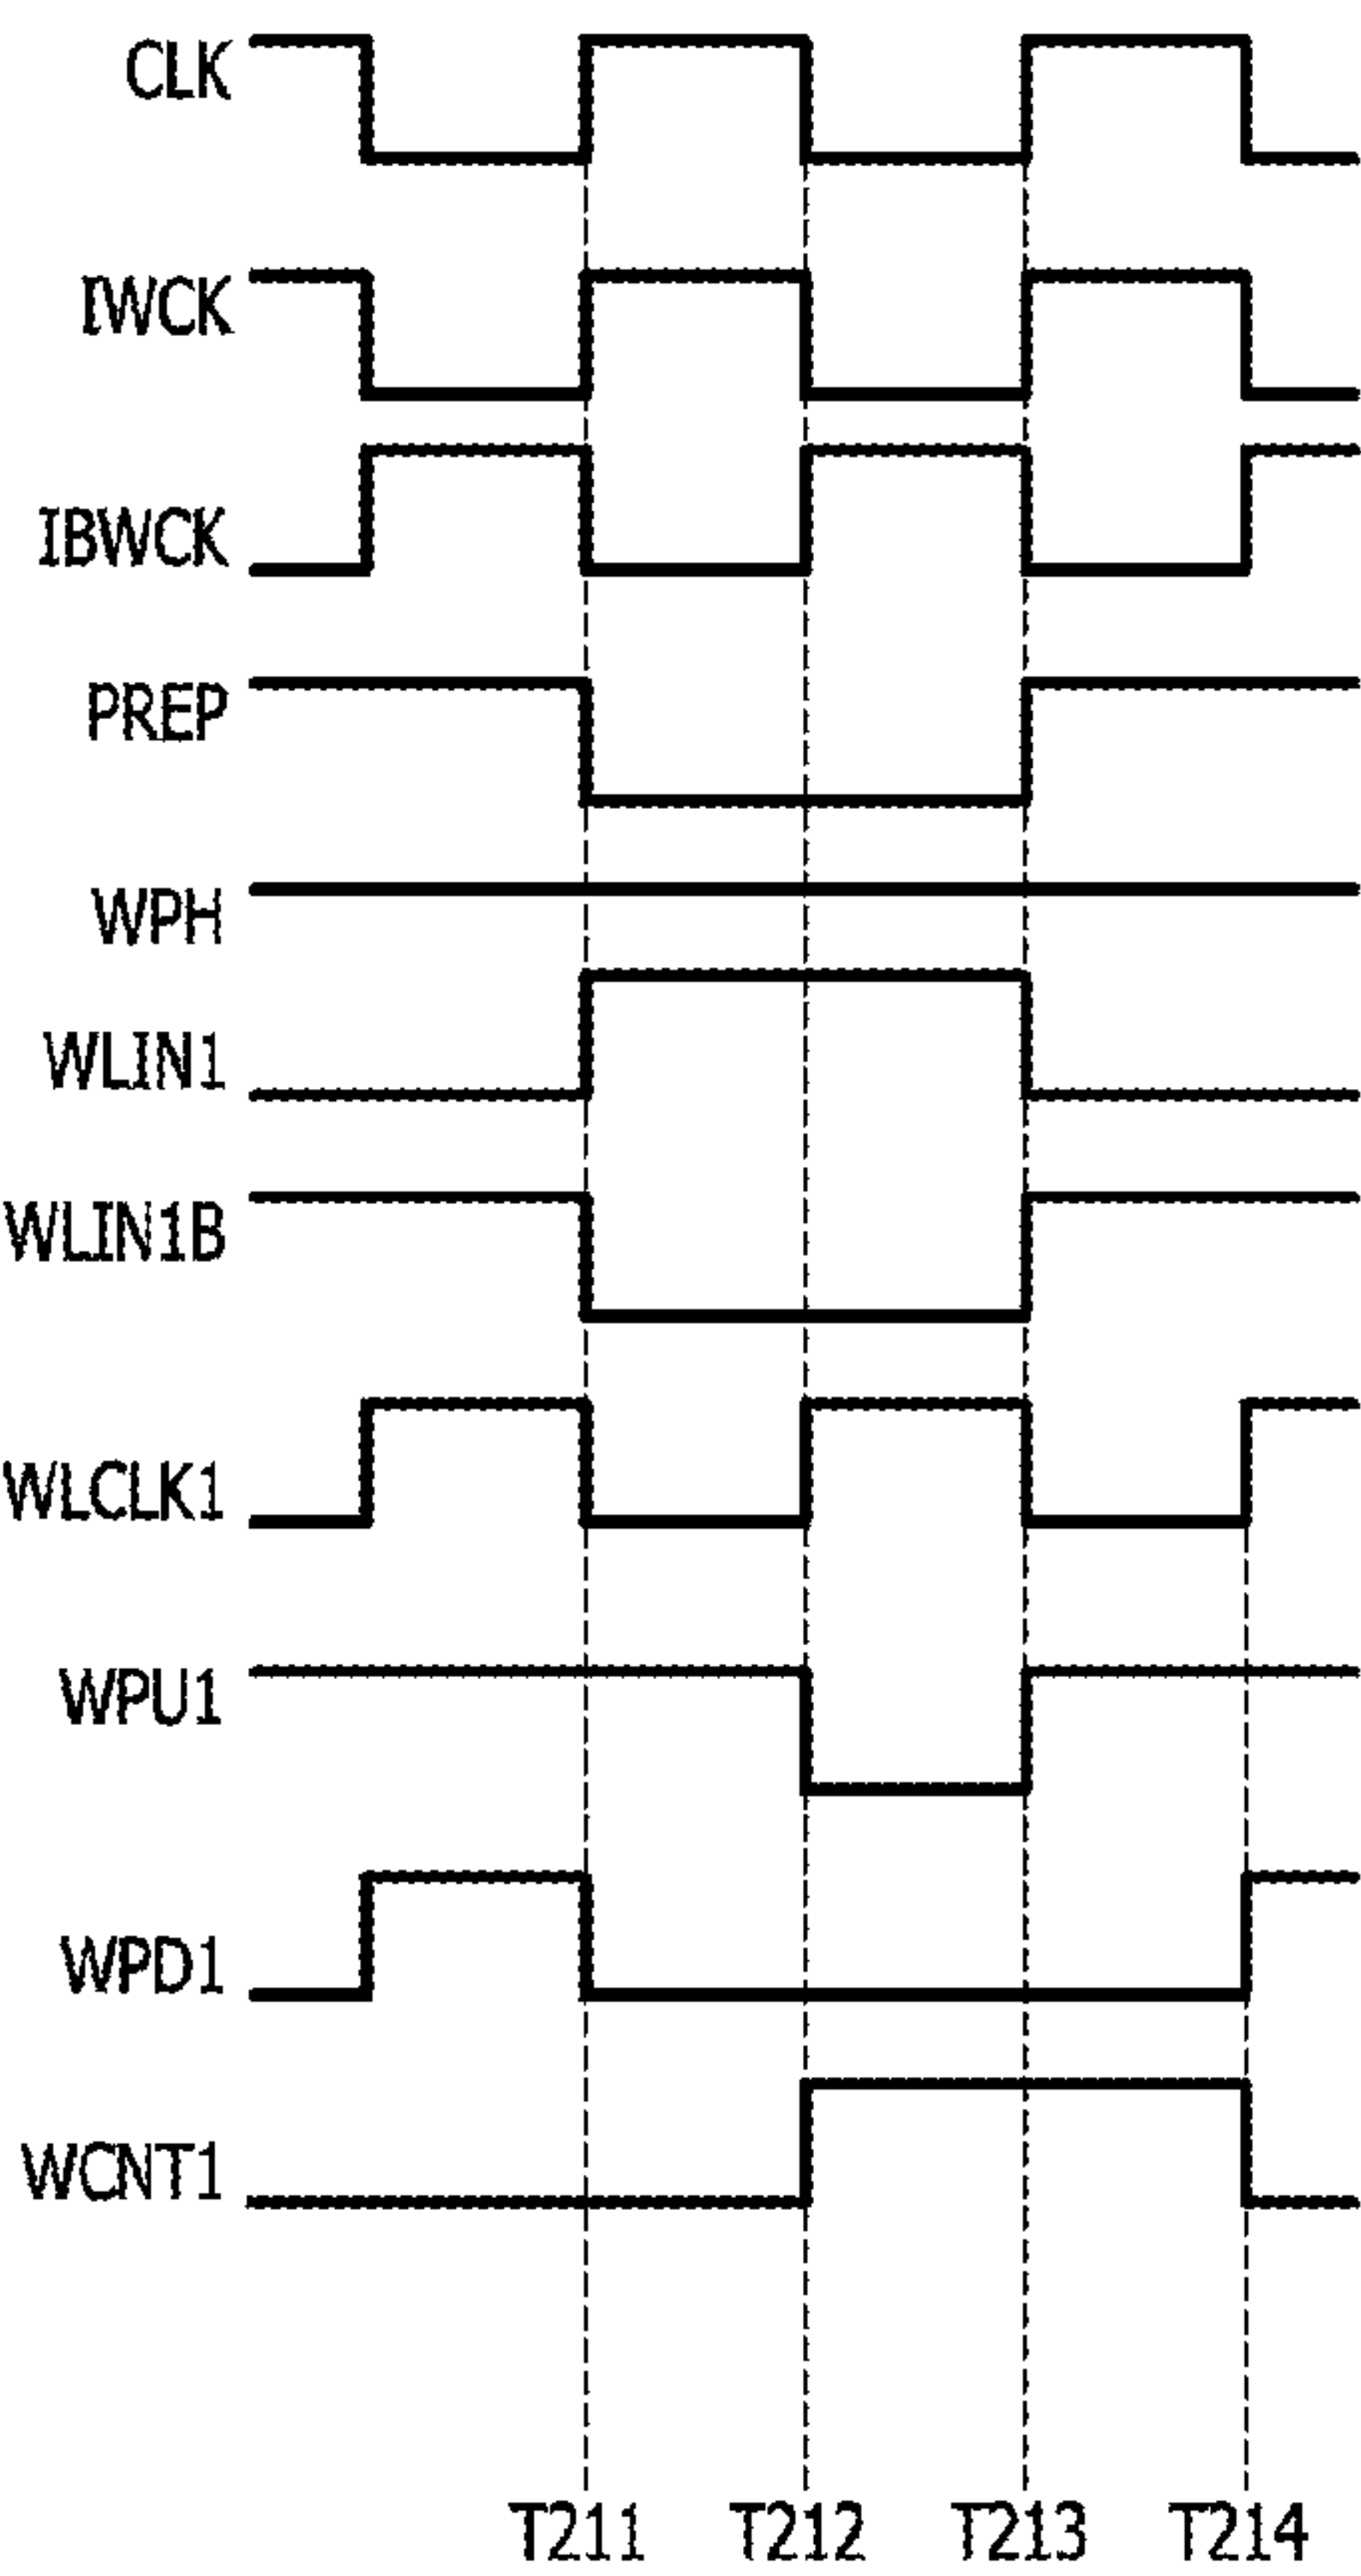 CLK
IWCK
IBWCK
PREP
WPH
WLIN1
WLIN1B
WLCLK1
WPU1
WPD1
WCNT1
T211 T212 T213 T214